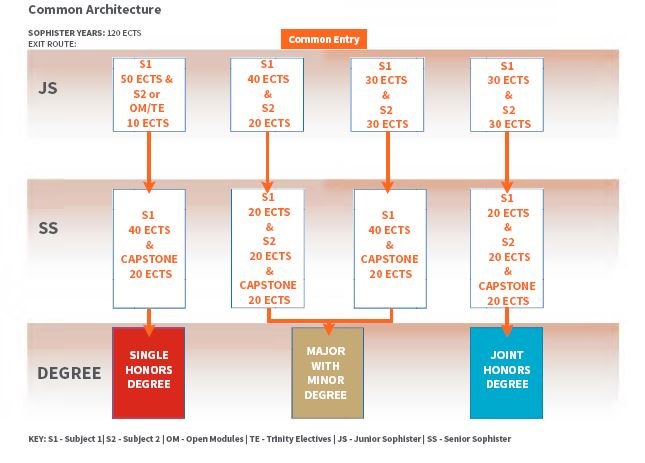 Common Architecture
SOPHISTER YEARS: 120 ECTS
EXIT ROUTE:
Common Entry
JS
S1
50 ECTS &
S2 or
OM/TE
10 ECTS
S1
40 ECTS
&
S2
20 ECTS
S1
30 ECTS
&
S2
30 ECTS
S1
30 ECTS
&
S2
30 ECTS
SS
S1
40 ECTS
&
CAPSTONE
20 ECTS
S1
20 ECTS
&
S2
20 ECTS
&
CAPSTONE
20 ECTS
S1
40 ECTS
&
CAPSTONE
20 ECTS
S1
20 ECTS
&
S2
20 ECTS
&
CAPSTONE
20 ECTS
DEGREE
SINGLE
HONORS
DEGREE
MAJOR
WITH
MINOR
DEGREE
JOINT
HONORS
DEGREE
KEY: S1 - Subject 1| S2 - Subject 2 | OM - Open Modules | TE - Trinity Electives | JS - Junior Sophister | SS - Senior Sophister